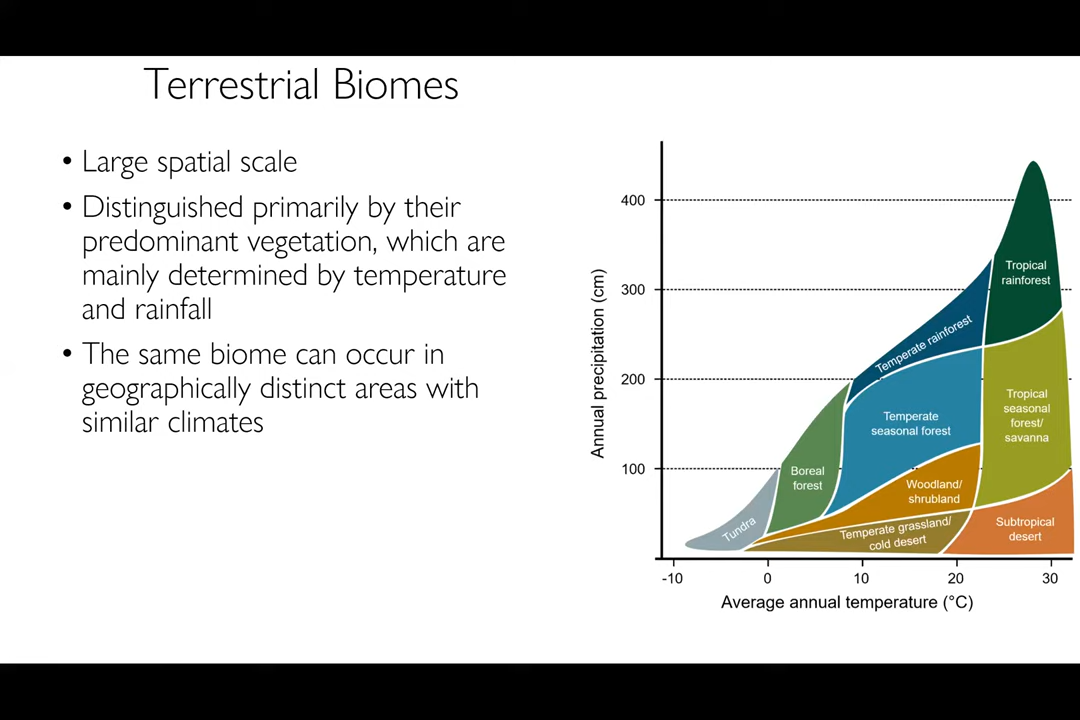 Terrestrial Biomes
• Large spatial scale
• Distinguished primarily by their
predominant vegetation, which are
mainly determined by temperature
and rainfall
• The same biome can occur in
geographically distinct areas with
similar climates
Annual precipitation (cm)
400
300
200
100
Tropical
rainforest
Temperate rainforest
Tropical
seasonal
forest/
savanna
Temperate
seasonal forest
Boreal
forest
Woodland/
shrubland
Tundra
Temperate grassland/
cold desert
Subtropical
desert
-10
0
10
20
30
Average annual temperature (°C)